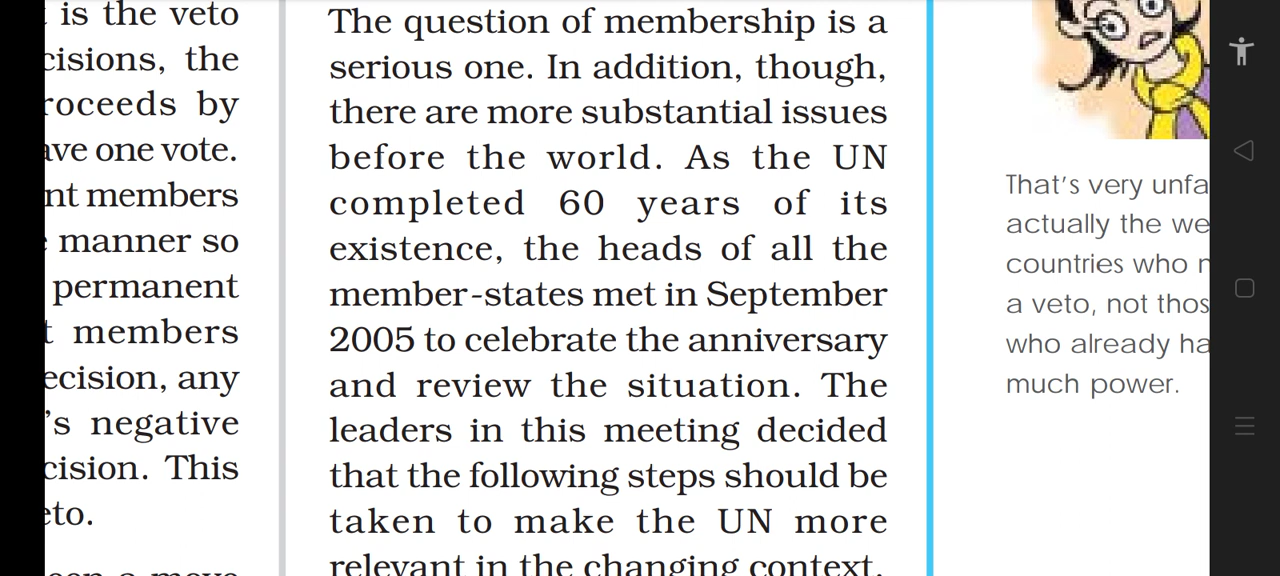 is the veto
cisions, the
roceeds by
ave one vote.
nt members
manner so
permanent
t members
ecision, any
's negative
cision. This
eto.
The question of membership is a
serious one. In addition, though,
there are more substantial issues
before the world. As the UN
completed 60 years of its
existence, the heads of all the
member-states met in September
2005 to celebrate the anniversary
and review the situation. The
leaders in this meeting decided
that the following steps should be
taken to make the UN more
relevant in the changing context.
That's very unfa
actually the we
countries who n
a veto, not thos
who already ha
much power.